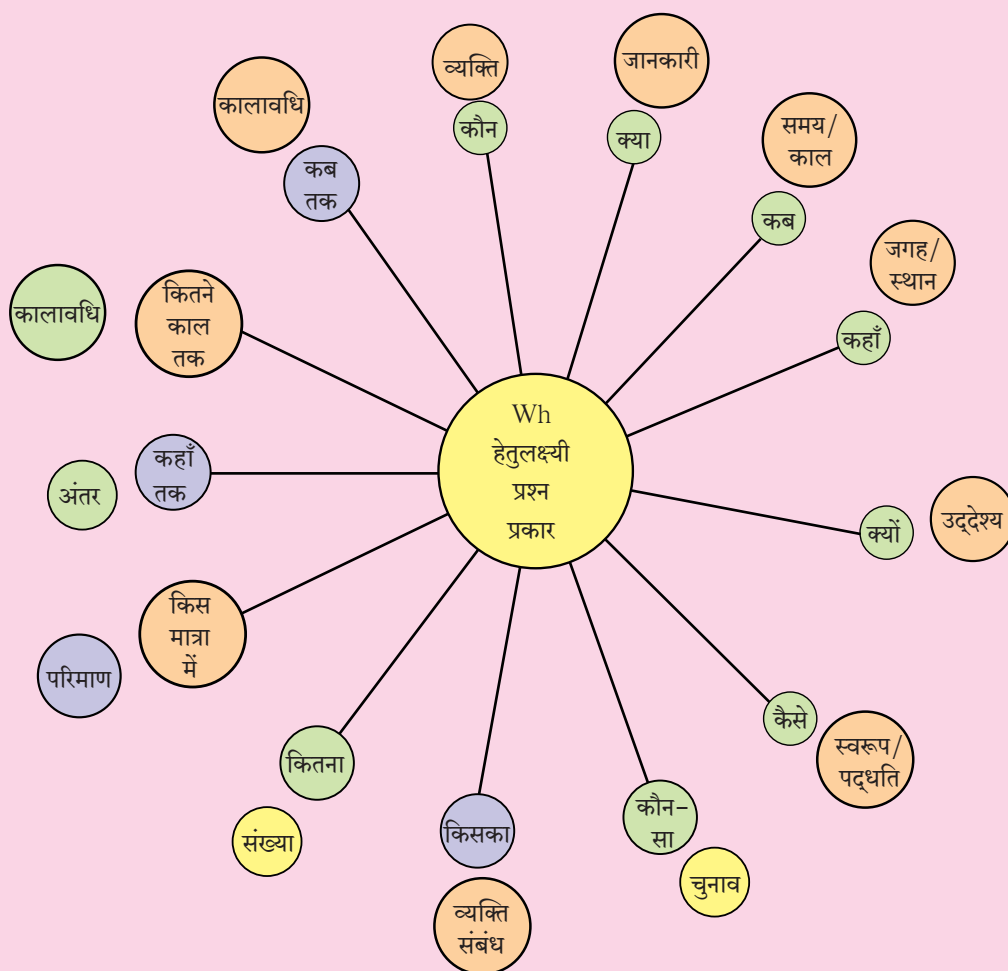 व्यक्ति
कौन
जानकारी
क्या
समय/
काल
कब
जगह/
स्थान
कहाँ
उद्‌देश्य
क्यों
स्वरूप/
पद्‌धति
कैसे
कौन-
सा
चुनाव
किसका
व्यक्ति
संबंध
कितना
संख्या
किस
मात्रा
में
परिमाण
कहाँ
तक
अंतर
कितने
काल
तक
कालावधि
कब
तक
कालावधि
Wh
हेतुलक्ष्यी
प्रश्न
प्रकार